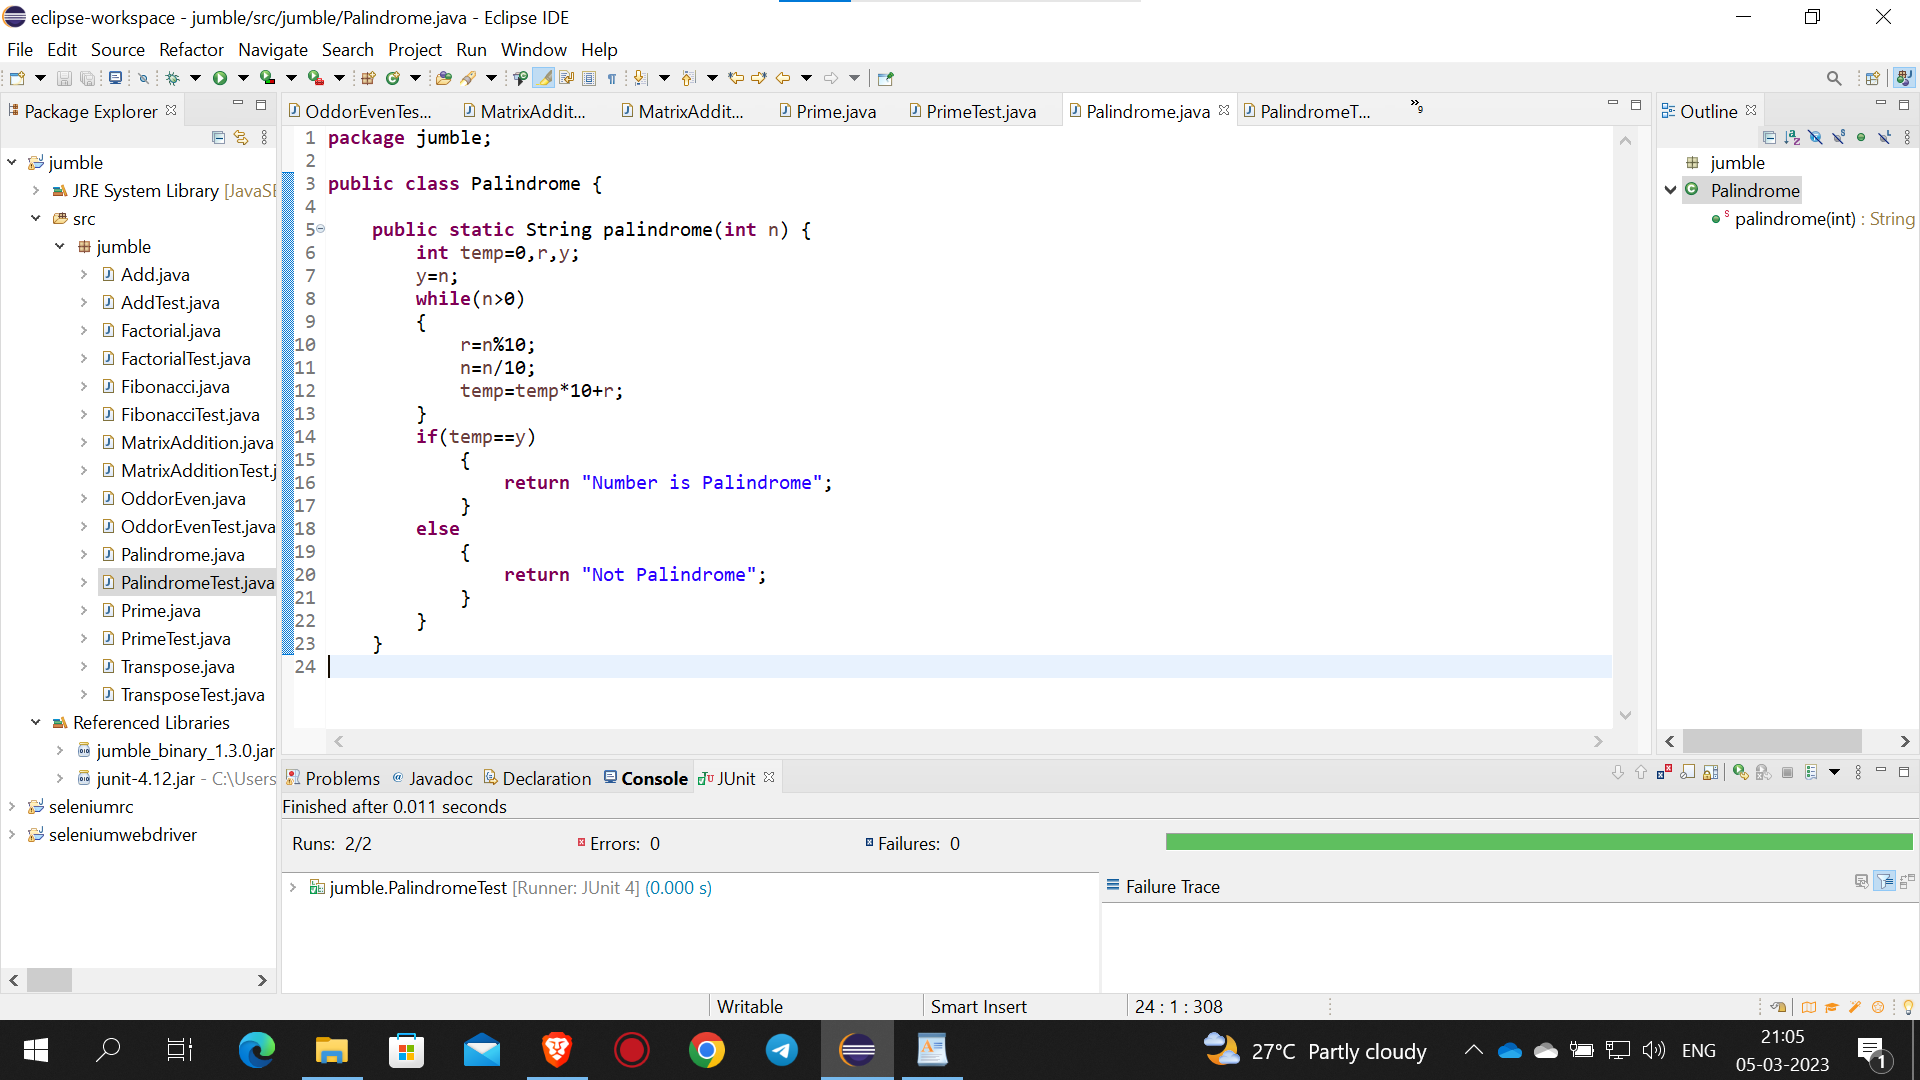 eclipse-workspace - jumble/src/jumble/Palindrome.java - Eclipse IDE
File Edit Source Refactor Navigate Search Project Run Window Help
Package Explorer
jumble
JRE System Library [JavaSE
src
jumble
Add.java
AddTest.java
Factorial.java
FactorialTest.java
Fibonacci.java
FibonacciTest.java
MatrixAddition.java
MatrixAdditionTest.j
OddorEven.java
OddorEvenTest.java
Palindrome.java
PalindromeTest.java
Prime.java
PrimeTest.java
Transpose.java
TransposeTest.java
Referenced Libraries
jumble_binary_1.3.0.jar
junit-4.12.jar - C:\Users
seleniumrc
seleniumwebdriver
OddorEvenTes... MatrixAddit... MatrixAddit... Prime.java PrimeTest.java Palindrome.java PalindromeT... »9
1 package jumble;
2
3 public class Palindrome {
4
5 public static String palindrome(int n) {
6 int temp=0,r,y;
7 y=n;
8 while(n>0)
9 {
10 r=n%10;
11 n=n/10;
12 temp=temp*10+r;
13 }
14 if(temp==y)
15 {
16 return "Number is Palindrome";
17 }
18 else
19 {
20 return "Not Palindrome";
21 }
22 }
23 }
24
Outline
jumble
Palindrome
palindrome(int) : String
Problems @ Javadoc Declaration Console JUnit
Finished after 0.011 seconds
Runs: 2/2 Errors: 0 Failures: 0
jumble.PalindromeTest [Runner: JUnit 4] (0.000 s)
Failure Trace
Writable Smart Insert 24 : 1 : 308
27°C Partly cloudy ENG
21:05
05-03-2023
1